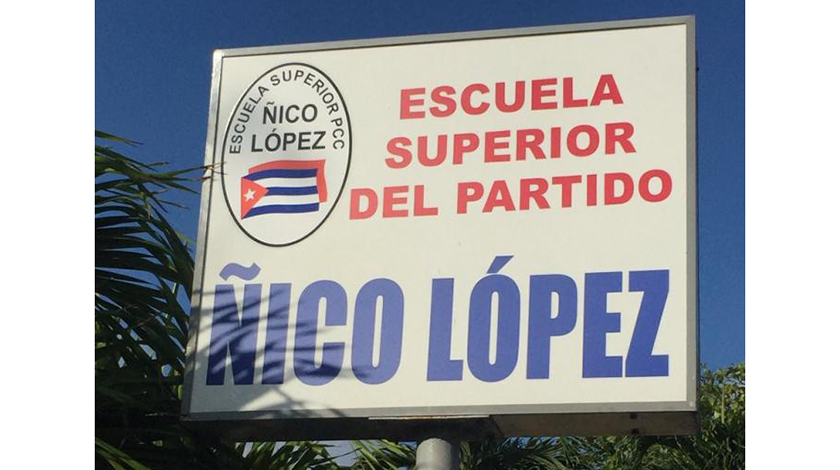 ESCUELA SUPERIOR PCC
ÑICO
LÓPEZ
ESCUELA
SUPERIOR
DEL PARTIDO
ÑICO LÓPEZ